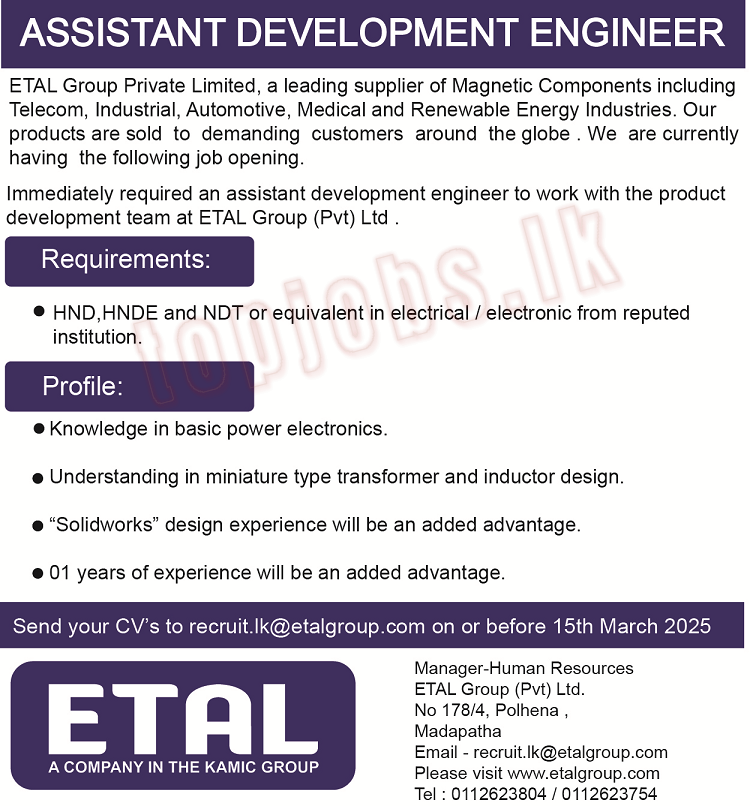 ASSISTANT DEVELOPMENT ENGINEER
ETAL Group Private Limited, a leading supplier of Magnetic Components including
Telecom, Industrial, Automotive, Medical and Renewable Energy Industries. Our
products are sold to demanding customers around the globe . We are currently
having the following job opening.
Immediately required an assistant development engineer to work with the product
development team at ETAL Group (Pvt) Ltd .
topjobs.lk
Requirements:
● HND,HNDE and NDT or equivalent in electrical / electronic from reputed
institution.
Profile:
● Knowledge in basic power electronics.
● Understanding in miniature type transformer and inductor design.
● “Solidworks” design experience will be an added advantage.
● 01 years of experience will be an added advantage.
Send your CV’s to recruit.lk@etalgroup.com on or before 15th March 2025
ETAL
A COMPANY IN THE KAMIC GROUP
Manager-Human Resources
ETAL Group (Pvt) Ltd.
No 178/4, Polhena ,
Madapatha
Email - recruit.lk@etalgroup.com
Please visit www.etalgroup.com
Tel : 0112623804 / 0112623754